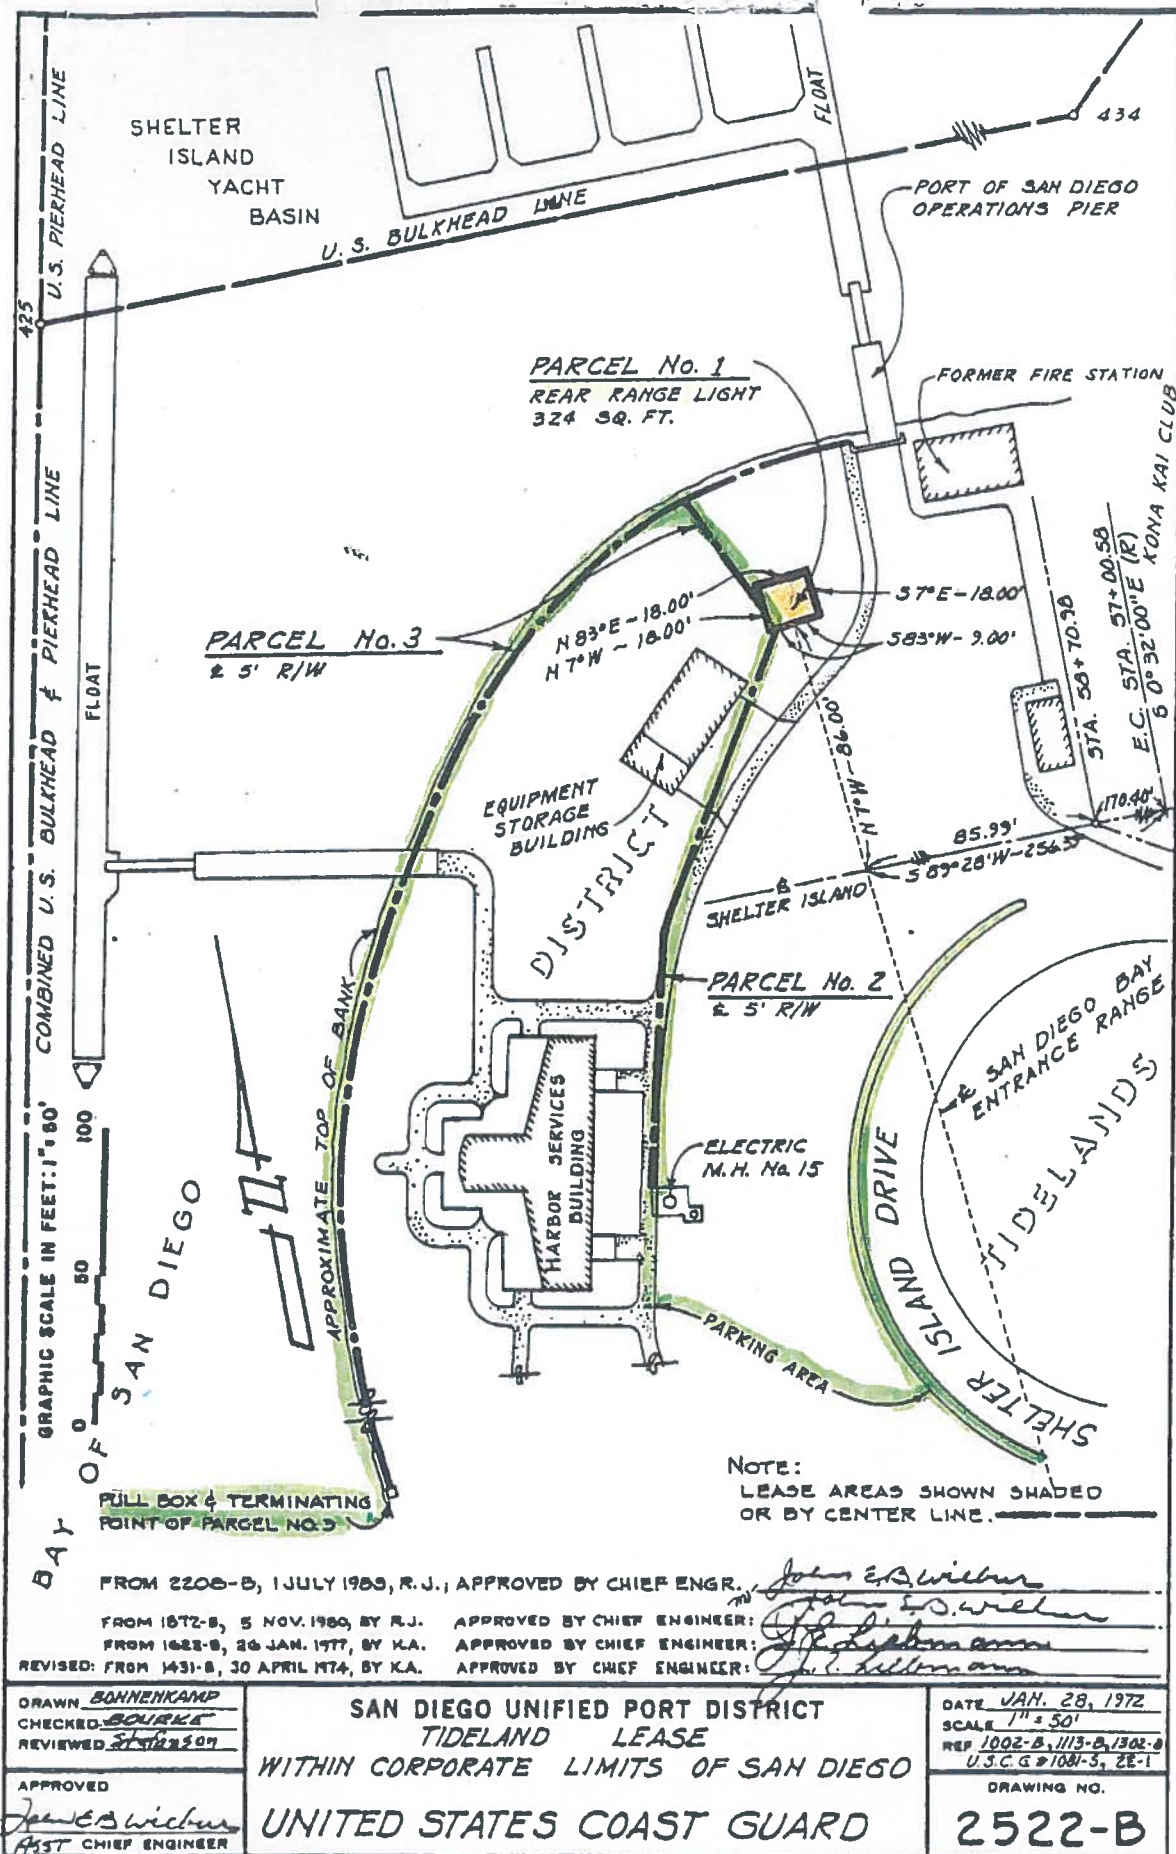 SHELTER
ISLAND
YACHT
BASIN
U.S. PIERHEAD LINE
U.S. BULKHEAD LINE
FLOAT
434
425
PORT OF SAN DIEGO
OPERATIONS PIER
PARCEL No. 1
REAR RANGE LIGHT
324 SQ. FT.
FORMER FIRE STATION
KONA KAI CLUB
COMBINED U.S. BULKHEAD & PIERHEAD LINE
FLOAT
PARCEL No. 3
℄ 5' R/W
N 83°E - 18.00'
N 7°W - 18.00'
S 7°E - 18.00'
S83°W - 9.00'
STA. 58+70.98
E.C. STA. 57+00.58
S 0°32'00"E (R)
EQUIPMENT
STORAGE
BUILDING
N 7°W - 86.00'
170.40'
85.99'
S 89°28'W - 256.39'
℄
SHELTER ISLAND
DISTRICT
PARCEL No. 2
℄ 5' R/W
℄ SAN DIEGO BAY
ENTRANCE RANGE
TIDELANDS
APPROXIMATE TOP OF BANK
HARBOR SERVICES
BUILDING
ELECTRIC
M.H. No. 15
SHELTER ISLAND DRIVE
PARKING AREA
GRAPHIC SCALE IN FEET: 1"=50'
0 50 100
BAY OF SAN DIEGO
PULL BOX & TERMINATING
POINT OF PARCEL NO. 3
NOTE:
LEASE AREAS SHOWN SHADED
OR BY CENTER LINE.
FROM 2208-B, 1 JULY 1983, R.J.; APPROVED BY CHIEF ENGR. John E.B. Wilbur
FROM 1872-B, 5 NOV. 1980, BY R.J. APPROVED BY CHIEF ENGINEER: John E.B. Wilbur
FROM 1622-B, 26 JAN. 1977, BY K.A. APPROVED BY CHIEF ENGINEER:
REVISED: FROM 1431-B, 30 APRIL 1974, BY K.A. APPROVED BY CHIEF ENGINEER:
DRAWN BOHNENKAMP
CHECKED BOURKE
REVIEWED
APPROVED
John E B Wilbur
ASST CHIEF ENGINEER
SAN DIEGO UNIFIED PORT DISTRICT
TIDELAND LEASE
WITHIN CORPORATE LIMITS OF SAN DIEGO
UNITED STATES COAST GUARD
DATE JAN. 28, 1972
SCALE 1" = 50'
REF. 1002-B, 1113-B, 1302-B
U.S.C.G # 1081-S, ZE-1
DRAWING NO.
2522-B